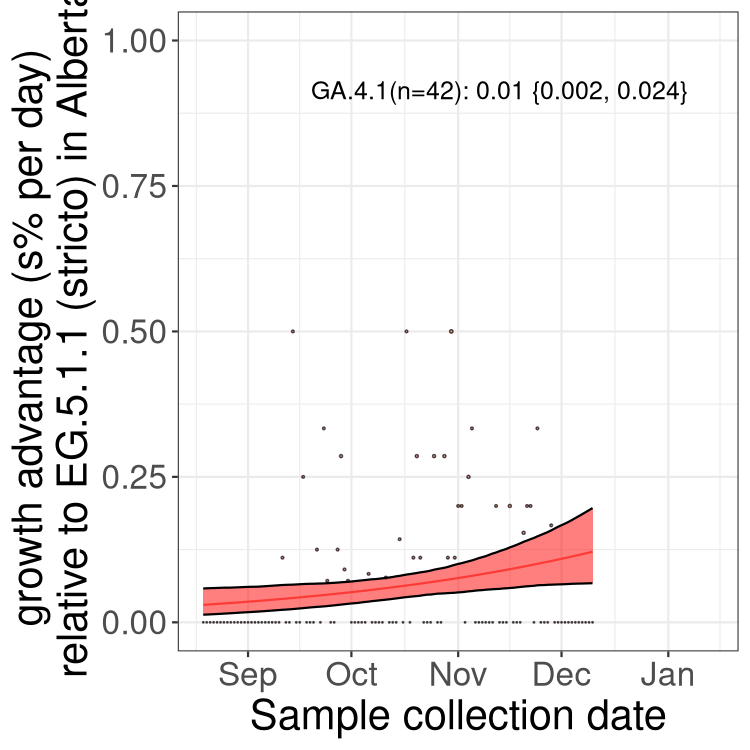 growth advantage (s% per day)
relative to EG.5.1.1 (stricto) in Alberta
1.00
0.75
0.50
0.25
0.00
GA.4.1(n=42): 0.01 {0.002, 0.024}
Sep Oct Nov Dec Jan
Sample collection date